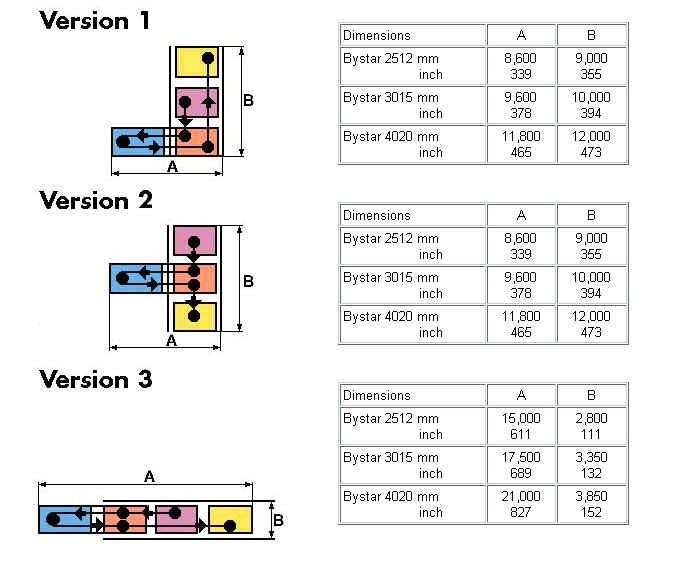 Version 1
A
B
Dimensions A B
Bystar 2512 mm 8,600 9,000
inch 339 355
Bystar 3015 mm 9,600 10,000
inch 378 394
Bystar 4020 mm 11,800 12,000
inch 465 473
Version 2
A
B
Dimensions A B
Bystar 2512 mm 8,600 9,000
inch 339 355
Bystar 3015 mm 9,600 10,000
inch 378 394
Bystar 4020 mm 11,800 12,000
inch 465 473
Version 3
A
B
Dimensions A B
Bystar 2512 mm 15,000 2,800
inch 611 111
Bystar 3015 mm 17,500 3,350
inch 689 132
Bystar 4020 mm 21,000 3,850
inch 827 152